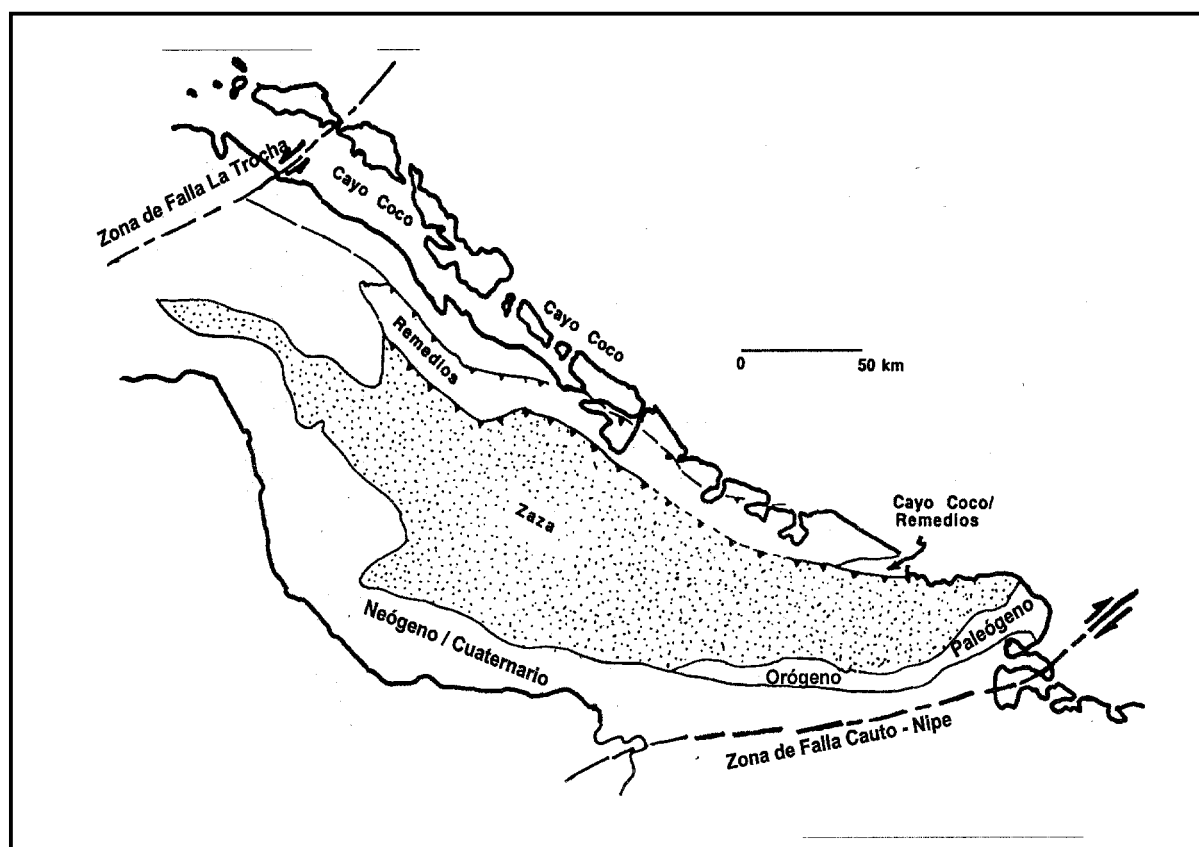 Zona de Falla La Trocha
Cayo Coco
Cayo Coco
Remedios
0 50 km
Zaza
Cayo Coco/
Remedios
Neógeno / Cuaternario
Paleógeno
Orógeno
Zona de Falla Cauto - Nipe